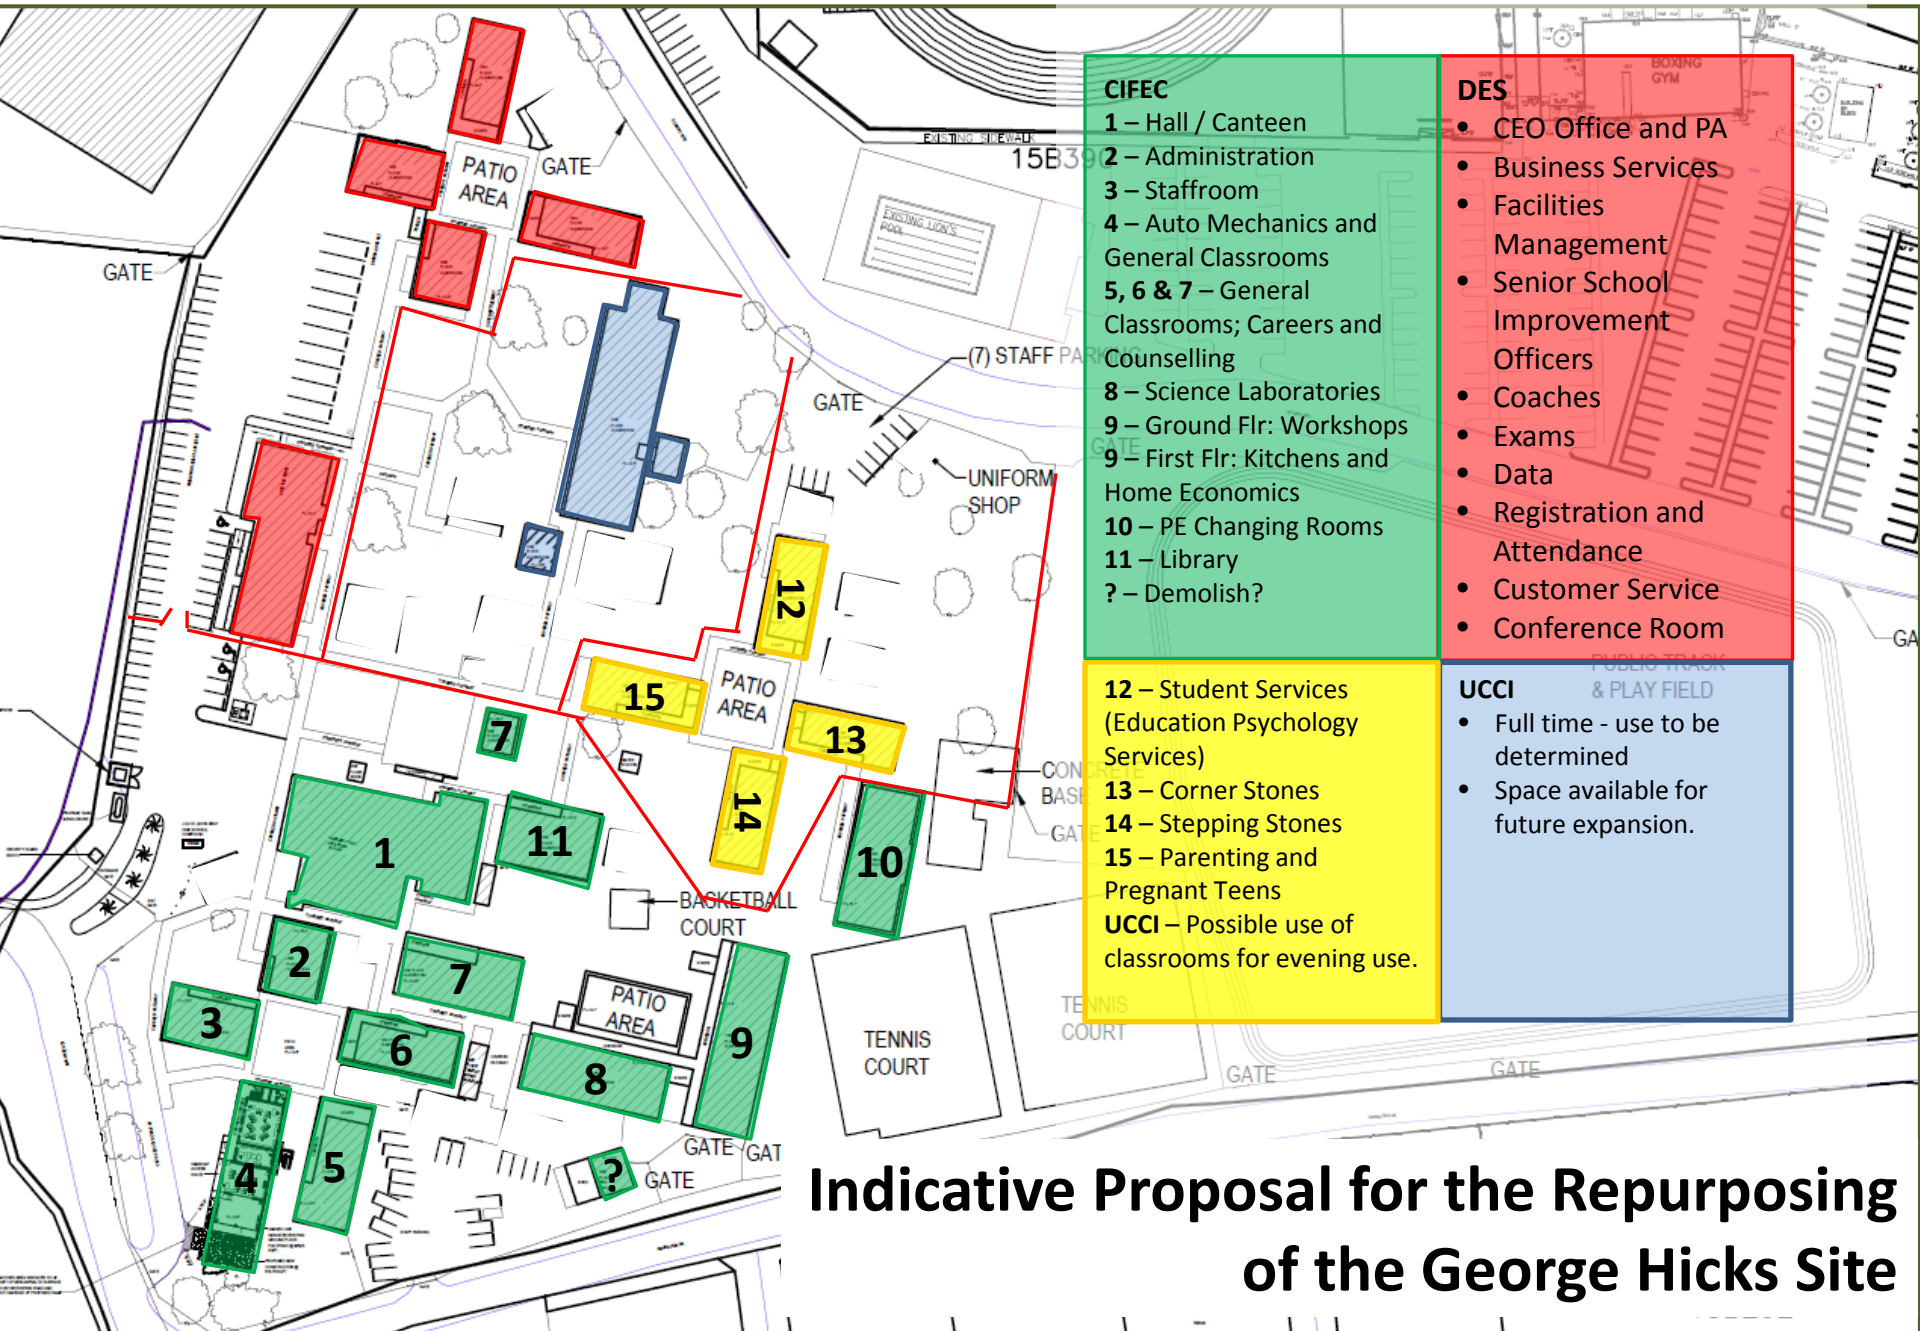 PATIO
AREA
GATE
GATE
EXISTING SIDEWALK
15B390
EXISTING LION'S
POOL
BOXING
GYM
(7) STAFF PARKING
GATE
GATE
UNIFORM
SHOP
12
15
PATIO
AREA
13
14
7
1
11
10
CONCRETE
BASE
GATE
BASKETBALL
COURT
2
7
3
6
PATIO
AREA
8
9
4
5
?
GATE
GAT
GATE
TENNIS
COURT
TENNIS
COURT
GATE
GATE
GA
PUBLIC TRACK
& PLAY FIELD
CIFEC
1 – Hall / Canteen
2 – Administration
3 – Staffroom
4 – Auto Mechanics and
General Classrooms
5, 6 & 7 – General
Classrooms; Careers and
Counselling
8 – Science Laboratories
9 – Ground Flr: Workshops
9 – First Flr: Kitchens and
Home Economics
10 – PE Changing Rooms
11 – Library
? – Demolish?
DES
• CEO Office and PA
• Business Services
• Facilities
Management
• Senior School
Improvement
Officers
• Coaches
• Exams
• Data
• Registration and
Attendance
• Customer Service
• Conference Room
12 – Student Services
(Education Psychology
Services)
13 – Corner Stones
14 – Stepping Stones
15 – Parenting and
Pregnant Teens
UCCI – Possible use of
classrooms for evening use.
UCCI
• Full time - use to be
determined
• Space available for
future expansion.
Indicative Proposal for the Repurposing
of the George Hicks Site